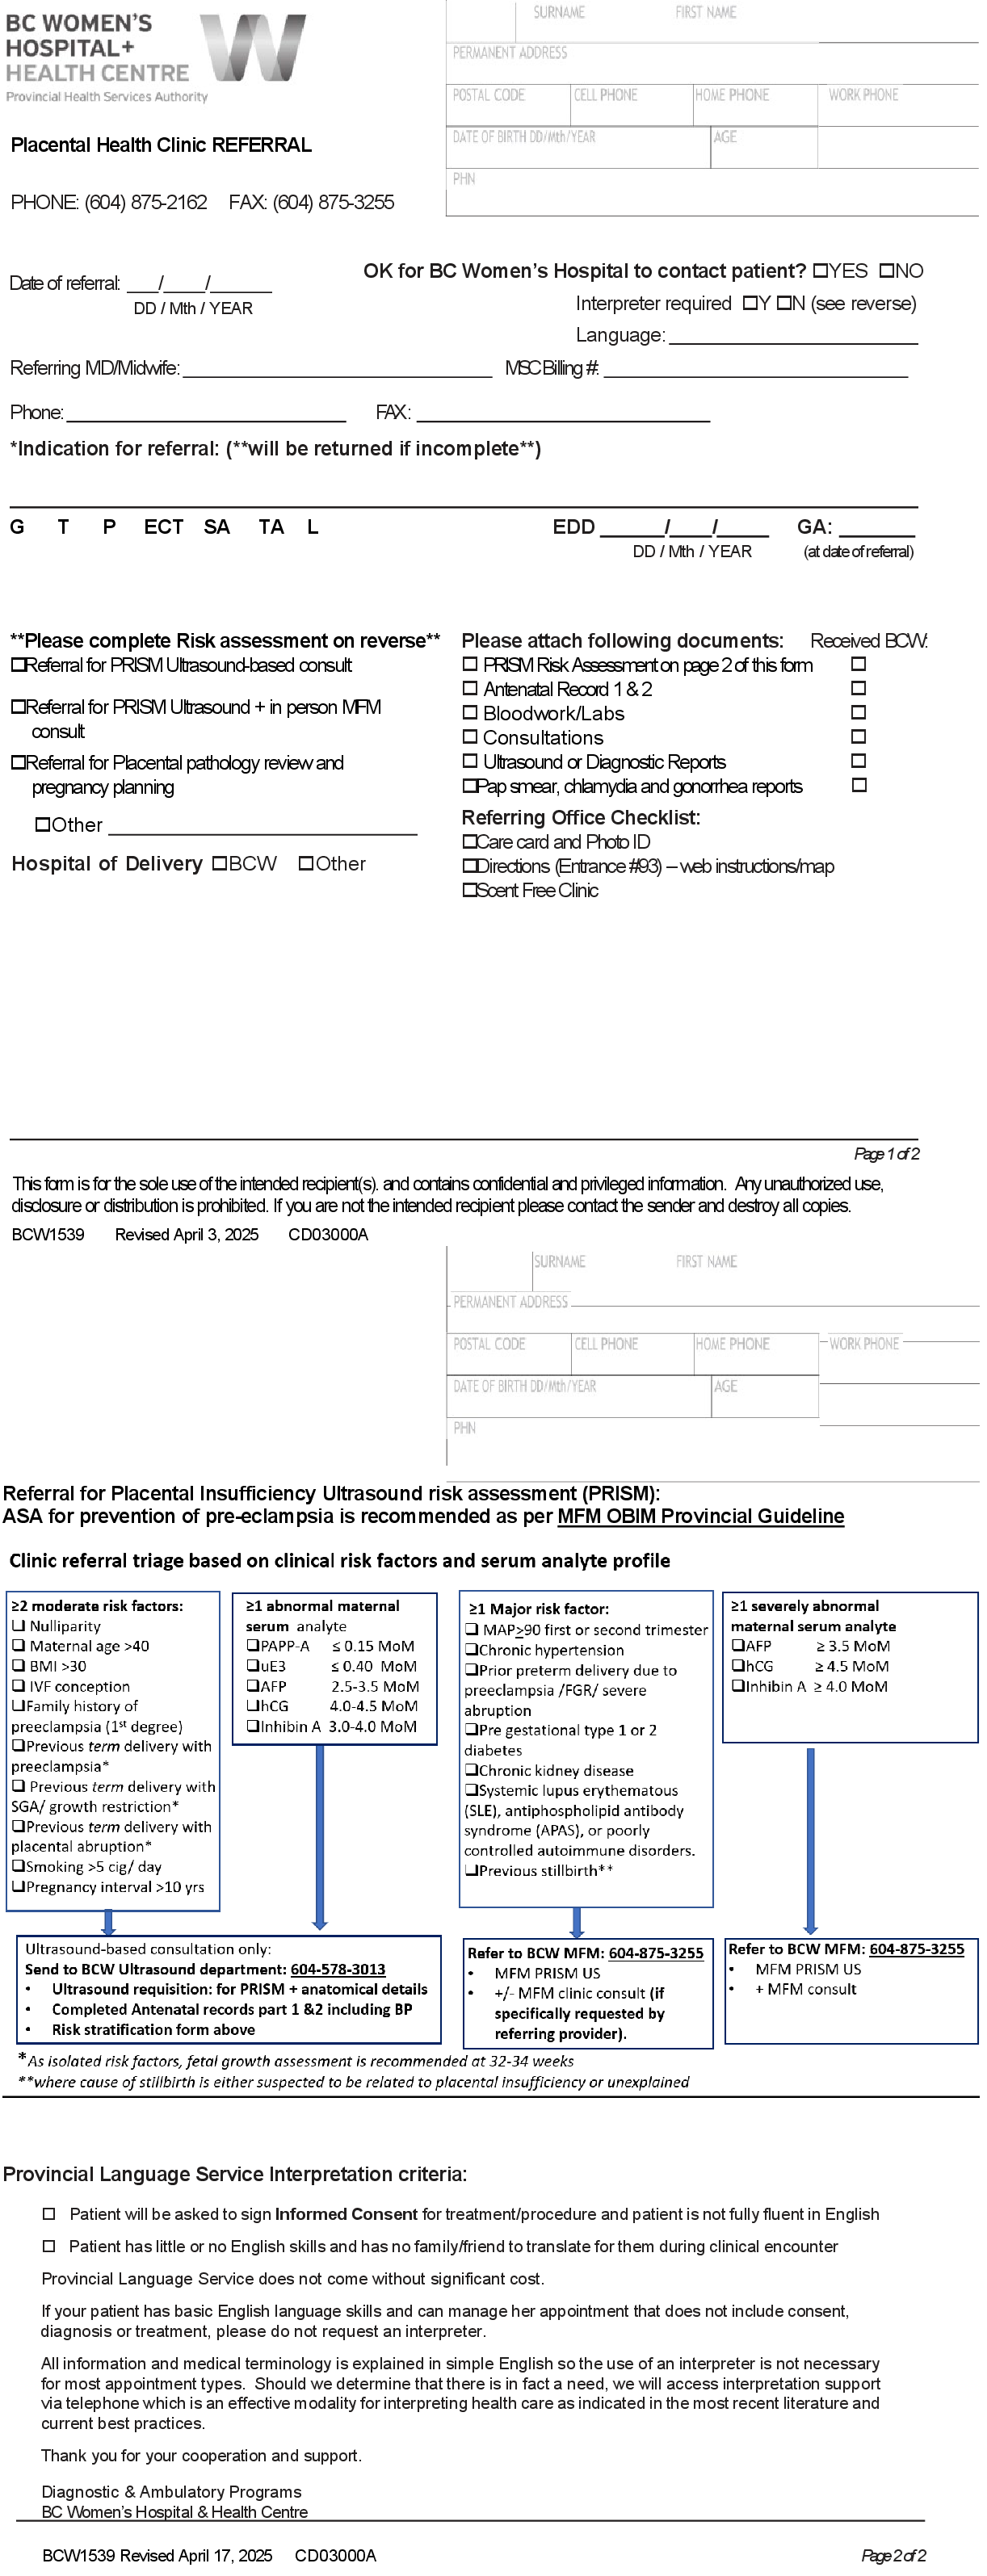 BC WOMEN'S
HOSPITAL+
HEALTH CENTRE
Provincial Health Services Authority
SURNAME FIRST NAME
PERMANENT ADDRESS
POSTAL CODE CELL PHONE HOME PHONE WORK PHONE
DATE OF BIRTH DD/Mth/YEAR AGE
PHN
Placental Health Clinic REFERRAL
PHONE: (604) 875-2162 FAX: (604) 875-3255
OK for BC Women's Hospital to contact patient? ☐YES ☐NO
Date of referral: ___/____/______
DD / Mth / YEAR
Interpreter required ☐Y ☐N (see reverse)
Language:
Referring MD/Midwife: MSC Billing #:
Phone: FAX:
*Indication for referral: (**will be returned if incomplete**)
G T P ECT SA TA L EDD ______/____/_____ GA: _______
DD / Mth / YEAR (at date of referral)
**Please complete Risk assessment on reverse**
☐Referral for PRISM Ultrasound-based consult
☐Referral for PRISM Ultrasound + in person MFM
consult
☐Referral for Placental pathology review and
pregnancy planning
☐Other
Hospital of Delivery ☐BCW ☐Other
Please attach following documents: Received BCW:
☐ PRISM Risk Assessment on page 2 of this form ☐
☐ Antenatal Record 1 & 2 ☐
☐ Bloodwork/Labs ☐
☐ Consultations ☐
☐ Ultrasound or Diagnostic Reports ☐
☐Pap smear, chlamydia and gonorrhea reports ☐
Referring Office Checklist:
☐Care card and Photo ID
☐Directions (Entrance #93) – web instructions/map
☐Scent Free Clinic
Page 1 of 2
This form is for the sole use of the intended recipient(s). and contains confidential and privileged information. Any unauthorized use,
disclosure or distribution is prohibited. If you are not the intended recipient please contact the sender and destroy all copies.
BCW1539 Revised April 3, 2025 CD03000A
SURNAME FIRST NAME
PERMANENT ADDRESS
POSTAL CODE CELL PHONE HOME PHONE WORK PHONE
DATE OF BIRTH DD/Mth/YEAR AGE
PHN
Referral for Placental Insufficiency Ultrasound risk assessment (PRISM):
ASA for prevention of pre-eclampsia is recommended as per MFM OBIM Provincial Guideline
Clinic referral triage based on clinical risk factors and serum analyte profile
≥2 moderate risk factors:
❑ Nulliparity
❑ Maternal age >40
❑ BMI >30
❑ IVF conception
❑Family history of
preeclampsia (1st degree)
❑Previous term delivery with
preeclampsia*
❑ Previous term delivery with
SGA/ growth restriction*
❑Previous term delivery with
placental abruption*
❑Smoking >5 cig/ day
❑Pregnancy interval >10 yrs
≥1 abnormal maternal
serum analyte
❑PAPP-A ≤ 0.15 MoM
❑uE3 ≤ 0.40 MoM
❑AFP 2.5-3.5 MoM
❑hCG 4.0-4.5 MoM
❑Inhibin A 3.0-4.0 MoM
≥1 Major risk factor:
❑ MAP≥90 first or second trimester
❑Chronic hypertension
❑Prior preterm delivery due to
preeclampsia /FGR/ severe
abruption
❑Pre gestational type 1 or 2
diabetes
❑Chronic kidney disease
❑Systemic lupus erythematous
(SLE), antiphospholipid antibody
syndrome (APAS), or poorly
controlled autoimmune disorders.
❑Previous stillbirth**
≥1 severely abnormal
maternal serum analyte
❑AFP ≥ 3.5 MoM
❑hCG ≥ 4.5 MoM
❑Inhibin A ≥ 4.0 MoM
Ultrasound-based consultation only:
Send to BCW Ultrasound department: 604-578-3013
• Ultrasound requisition: for PRISM + anatomical details
• Completed Antenatal records part 1 &2 including BP
• Risk stratification form above
Refer to BCW MFM: 604-875-3255
• MFM PRISM US
• +/- MFM clinic consult (if
specifically requested by
referring provider).
Refer to BCW MFM: 604-875-3255
• MFM PRISM US
• + MFM consult
*As isolated risk factors, fetal growth assessment is recommended at 32-34 weeks
**where cause of stillbirth is either suspected to be related to placental insufficiency or unexplained
Provincial Language Service Interpretation criteria:
☐ Patient will be asked to sign Informed Consent for treatment/procedure and patient is not fully fluent in English
☐ Patient has little or no English skills and has no family/friend to translate for them during clinical encounter
Provincial Language Service does not come without significant cost.
If your patient has basic English language skills and can manage her appointment that does not include consent,
diagnosis or treatment, please do not request an interpreter.
All information and medical terminology is explained in simple English so the use of an interpreter is not necessary
for most appointment types. Should we determine that there is in fact a need, we will access interpretation support
via telephone which is an effective modality for interpreting health care as indicated in the most recent literature and
current best practices.
Thank you for your cooperation and support.
Diagnostic & Ambulatory Programs
BC Women's Hospital & Health Centre
BCW1539 Revised April 17, 2025 CD03000A Page 2 of 2